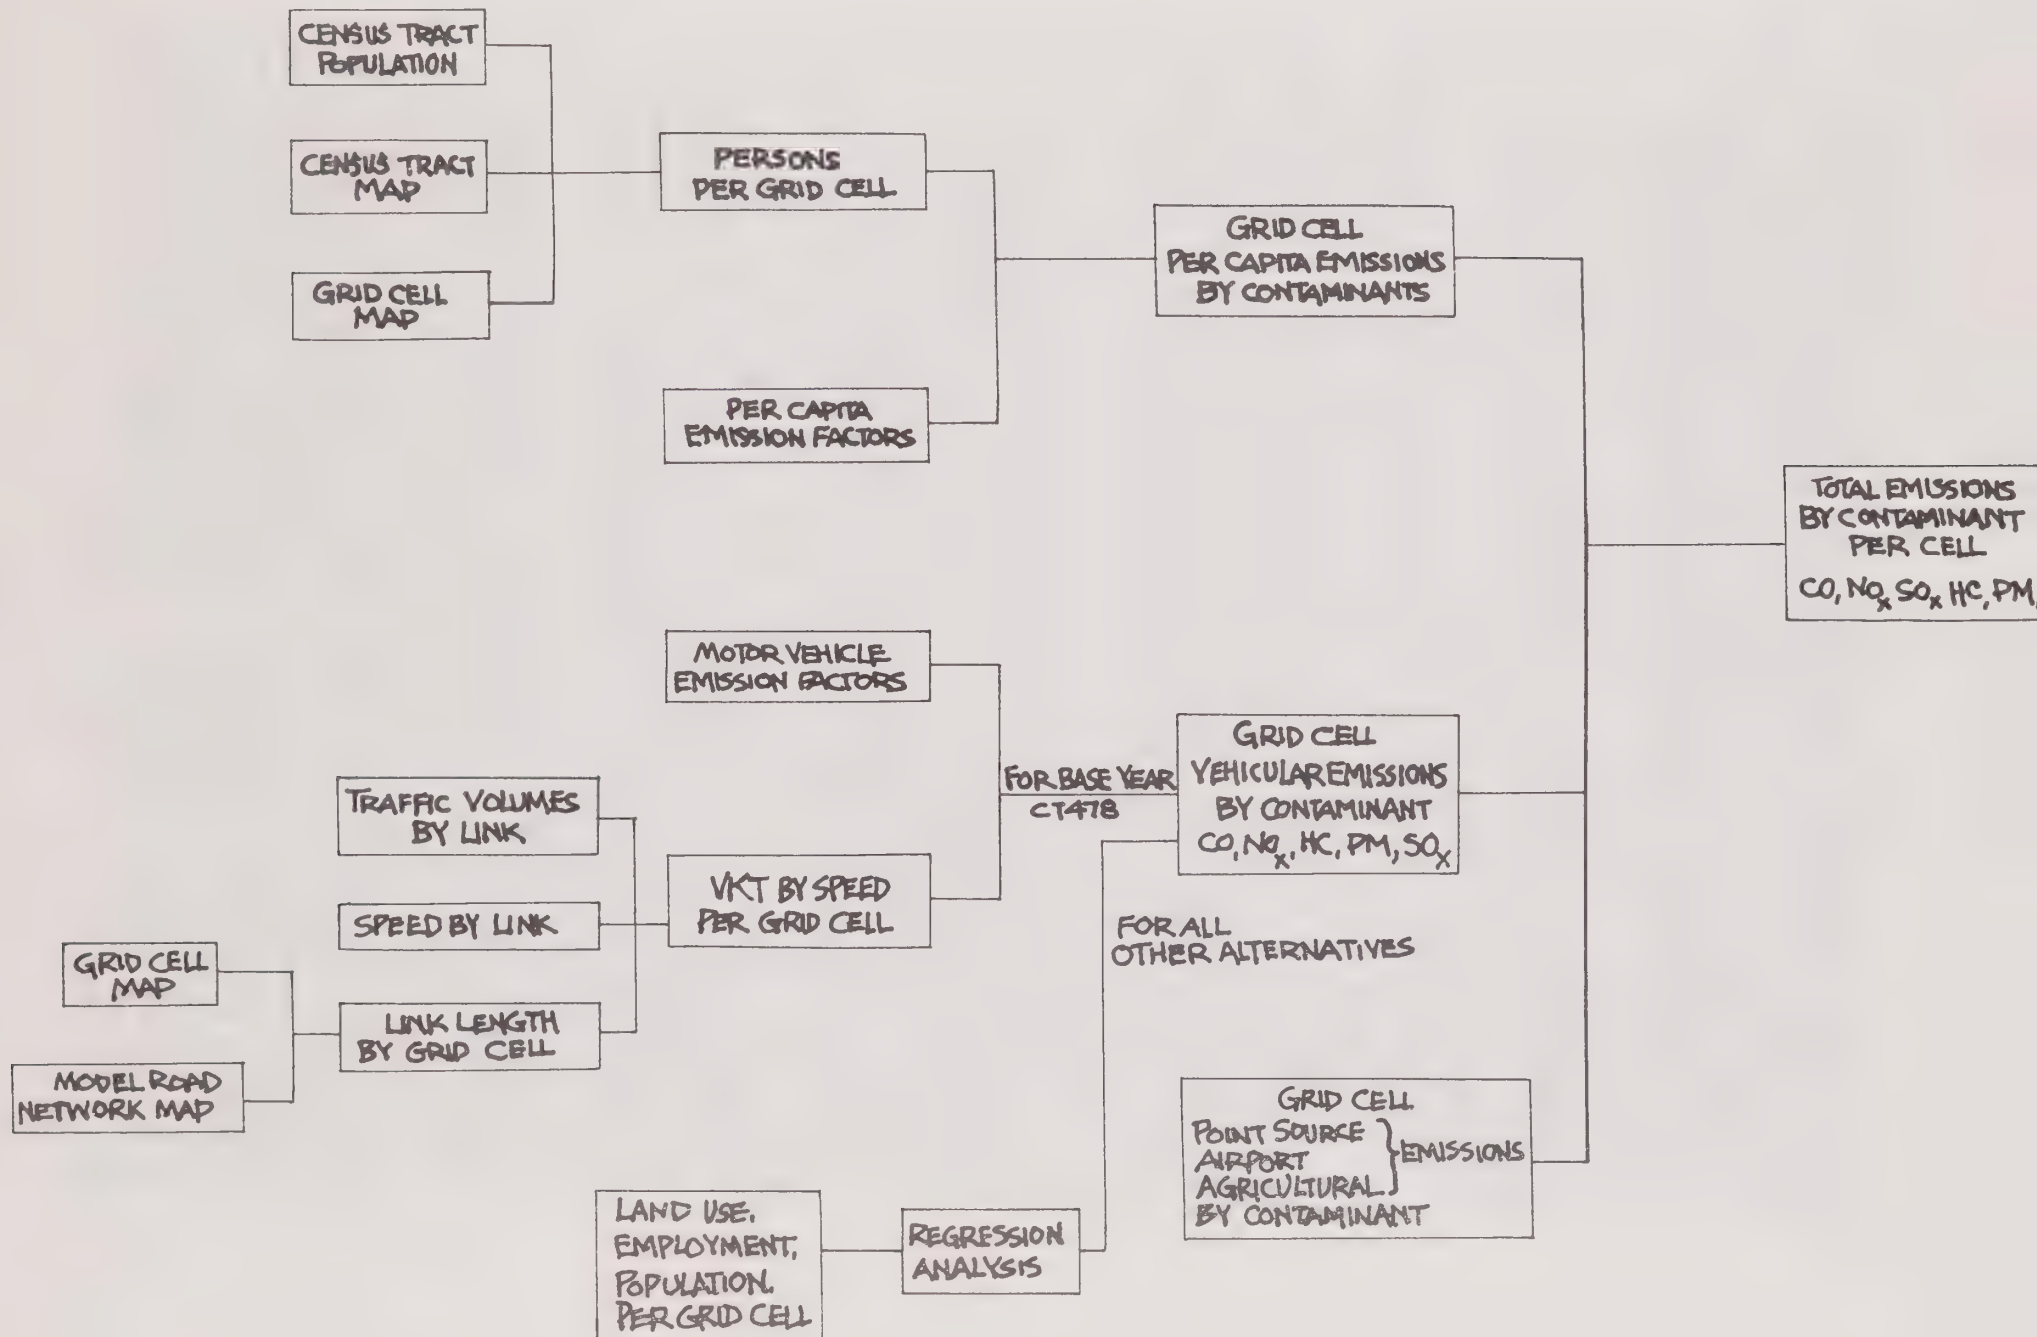 CENSUS TRACT
POPULATION
CENSUS TRACT
MAP
GRID CELL
MAP
PERSONS
PER GRID CELL
PER CAPITA
EMISSION FACTORS
GRID CELL
PER CAPITA EMISSIONS
BY CONTAMINANTS
TOTAL EMISSIONS
BY CONTAMINANT
PER CELL
CO, NOx SOx HC, PM,
MOTOR VEHICLE
EMISSION FACTORS
TRAFFIC VOLUMES
BY LINK
SPEED BY LINK
GRID CELL
MAP
MODEL ROAD
NETWORK MAP
LINK LENGTH
BY GRID CELL
VKT BY SPEED
PER GRID CELL
FOR BASE YEAR
CT478
GRID CELL
VEHICULAR EMISSIONS
BY CONTAMINANT
CO, NOx, HC, PM, SOx
FOR ALL
OTHER ALTERNATIVES
GRID CELL
POINT SOURCE
AIRPORT
AGRICULTURAL
} EMISSIONS
BY CONTAMINANT
LAND USE.
EMPLOYMENT,
POPULATION.
PER GRID CELL
REGRESSION
ANALYSIS